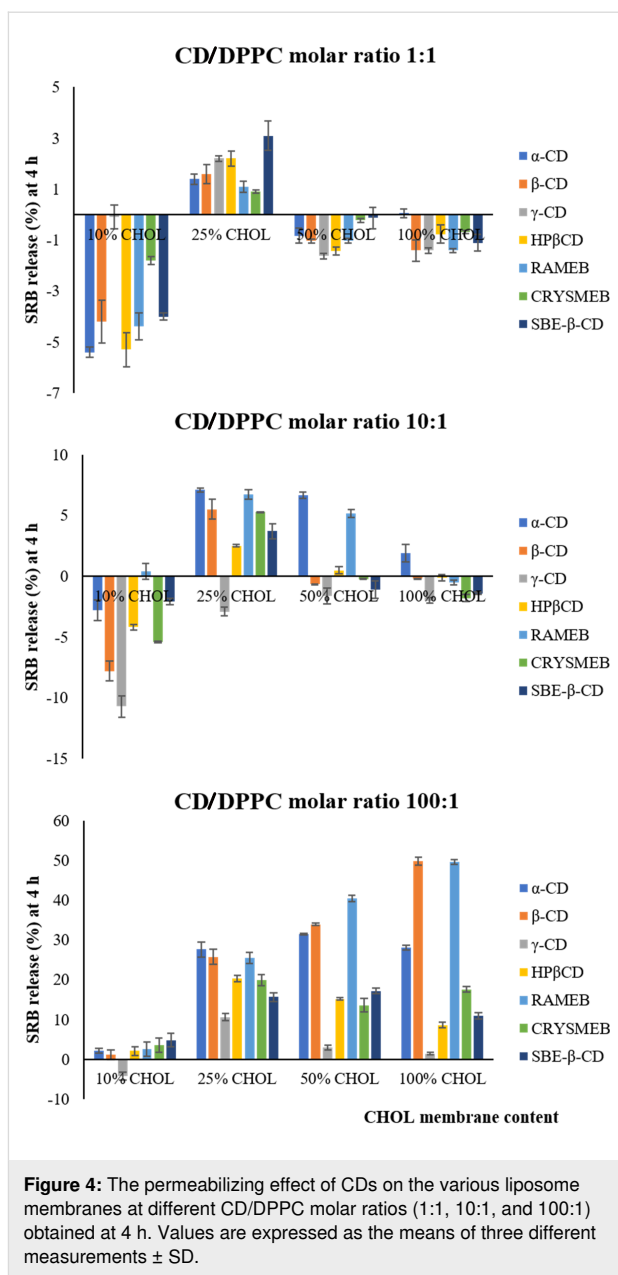 CD/DPPC molar ratio 1:1
SRB release (%) at 4 h
5
3
1
-1
-3
-5
-7
10% CHOL
25% CHOL
50% CHOL
100% CHOL
α-CD
β-CD
γ-CD
HPβCD
RAMEB
CRYSMEB
SBE-β-CD
CD/DPPC molar ratio 10:1
SRB release (%) at 4 h
10
5
0
-5
-10
-15
10% CHOL
25% CHOL
50% CHOL
100% CHOL
α-CD
β-CD
γ-CD
HPβCD
RAMEB
CRYSMEB
SBE-β-CD
CD/DPPC molar ratio 100:1
SRB release (%) at 4 h
60
50
40
30
20
10
0
-10
10% CHOL
25% CHOL
50% CHOL
100% CHOL
α-CD
β-CD
γ-CD
HPβCD
RAMEB
CRYSMEB
SBE-β-CD
CHOL membrane content
Figure 4: The permeabilizing effect of CDs on the various liposome
membranes at different CD/DPPC molar ratios (1:1, 10:1, and 100:1)
obtained at 4 h. Values are expressed as the means of three different
measurements ± SD.